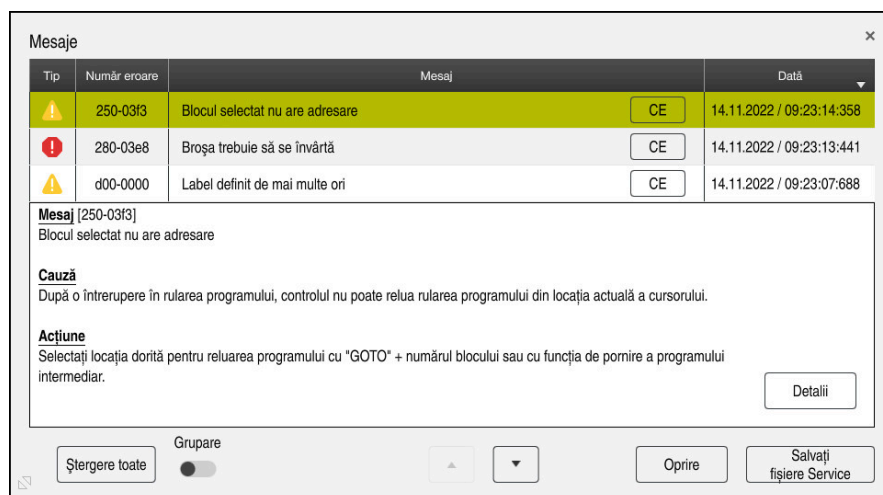 Mesaje
Tip Număr eroare Mesaj Dată
250-03f3 Blocul selectat nu are adresare CE 14.11.2022 / 09:23:14:358
280-03e8 Broşa trebuie să se învârtă CE 14.11.2022 / 09:23:13:441
d00-0000 Label definit de mai multe ori CE 14.11.2022 / 09:23:07:688
Mesaj [250-03f3]
Blocul selectat nu are adresare
Cauză
După o întrerupere în rularea programului, controlul nu poate relua rularea programului din locația actuală a cursorului.
Acțiune
Selectați locația dorită pentru reluarea programului cu "GOTO" + numărul blocului sau cu funcția de pornire a programului
intermediar.
Detalii
Ştergere toate
Grupare
Oprire
Salvați
fişiere Service